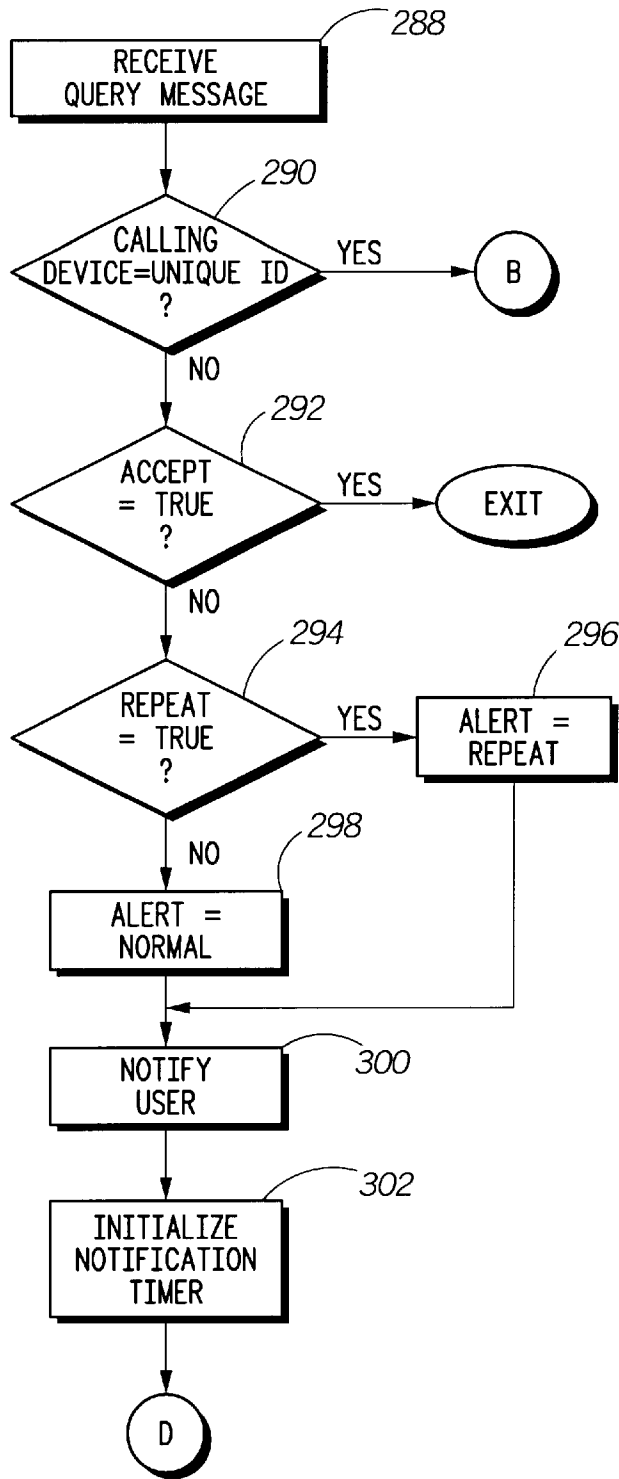 288
RECEIVE
QUERY MESSAGE
290
CALLING
DEVICE=UNIQUE ID
?
YES
B
NO
292
ACCEPT
= TRUE
?
YES
EXIT
NO
294
REPEAT
= TRUE
?
YES
296
ALERT =
REPEAT
NO
298
ALERT =
NORMAL
300
NOTIFY
USER
302
INITIALIZE
NOTIFICATION
TIMER
D